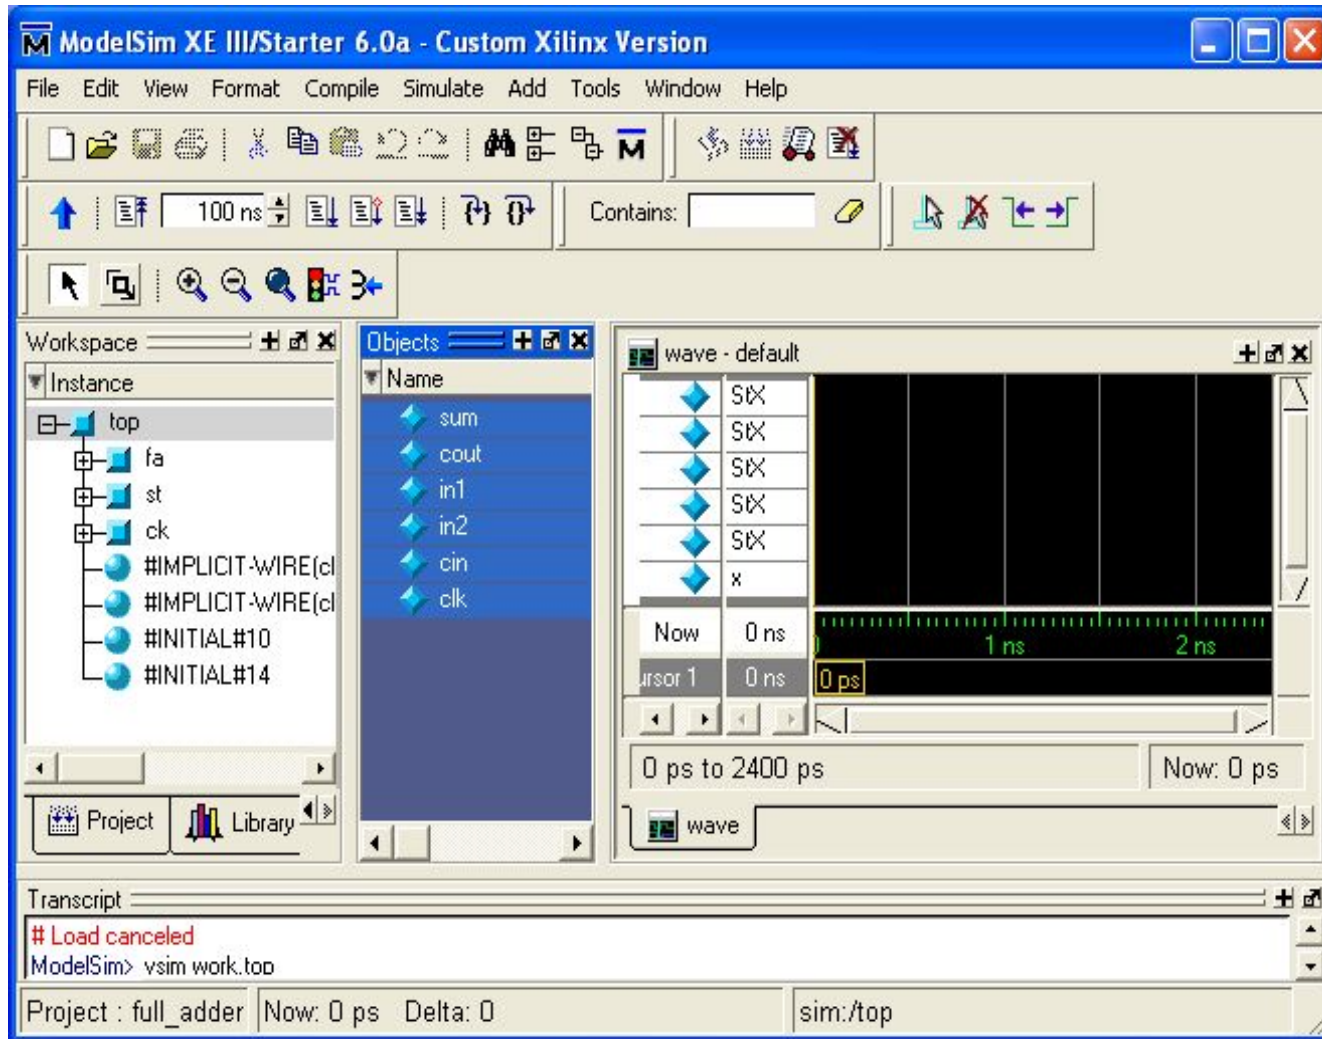 ModelSim XE III/Starter 6.0a - Custom Xilinx Version
File Edit View Format Compile Simulate Add Tools Window Help
100 ns
Contains:
Workspace
Instance
top
fa
st
ck
#IMPLICIT-WIRE(cl
#IMPLICIT-WIRE(cl
#INITIAL#10
#INITIAL#14
Project
Library
Objects
Name
sum
cout
in1
in2
cin
clk
wave - default
StX
StX
StX
StX
StX
x
Now 0 ns
1 ns 2 ns
ursor 1 0 ns 0 ps
0 ps to 2400 ps
Now: 0 ps
wave
Transcript
# Load canceled
ModelSim> vsim work.top
Project : full_adder Now: 0 ps Delta: 0 sim:/top